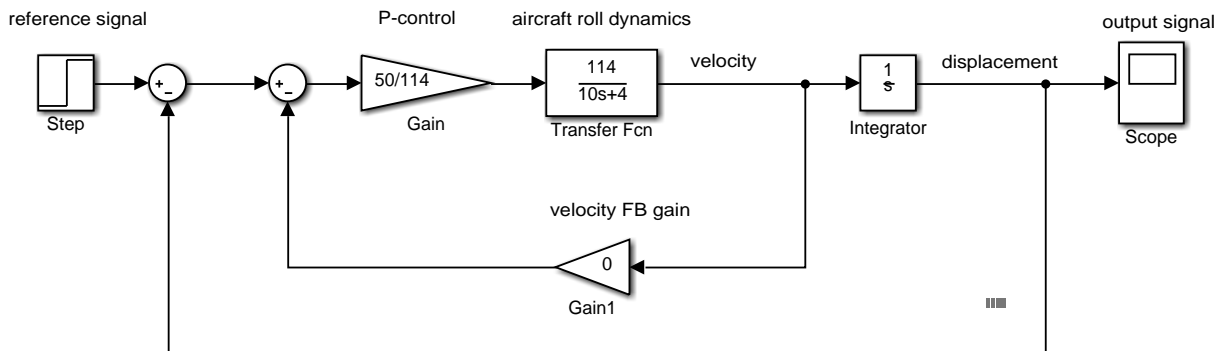 reference signal
P-control
aircraft roll dynamics
output signal
velocity
displacement
+
−
+
−
50/114
114
10s+4
1
s
Step
Gain
Transfer Fcn
Integrator
Scope
velocity FB gain
0
Gain1